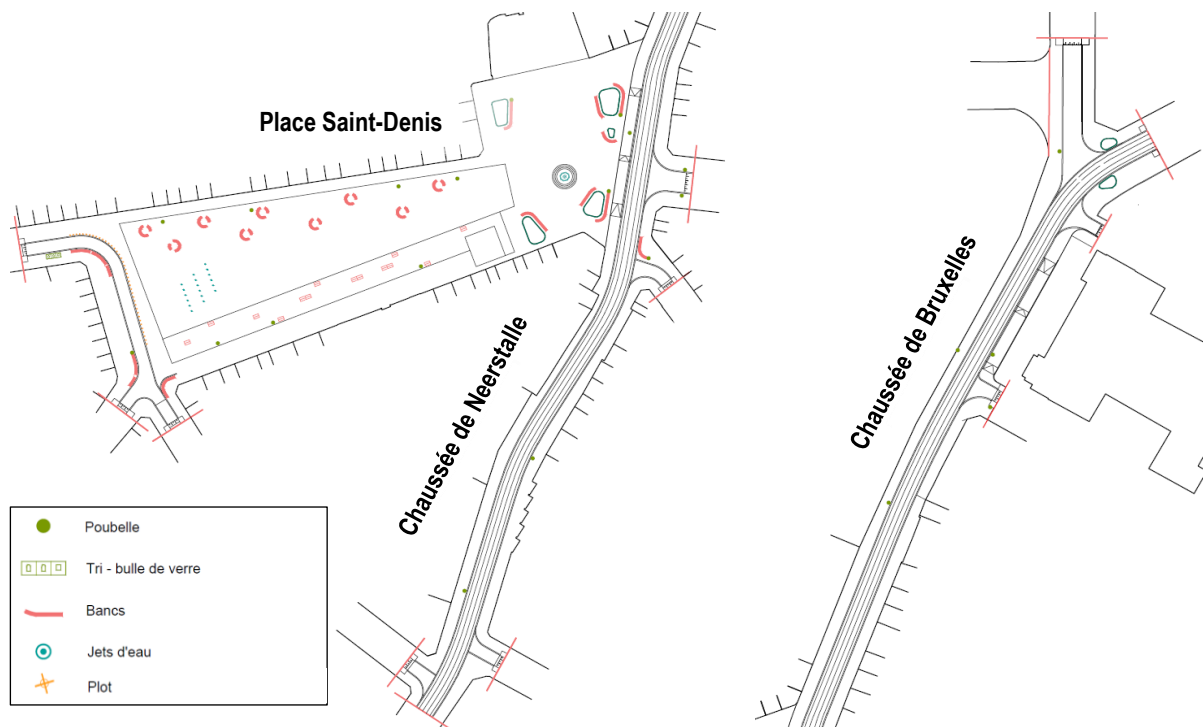 Place Saint-Denis
Chaussée de Neerstalle
Chaussée de Bruxelles
Poubelle
Tri - bulle de verre
Bancs
Jets d'eau
Plot